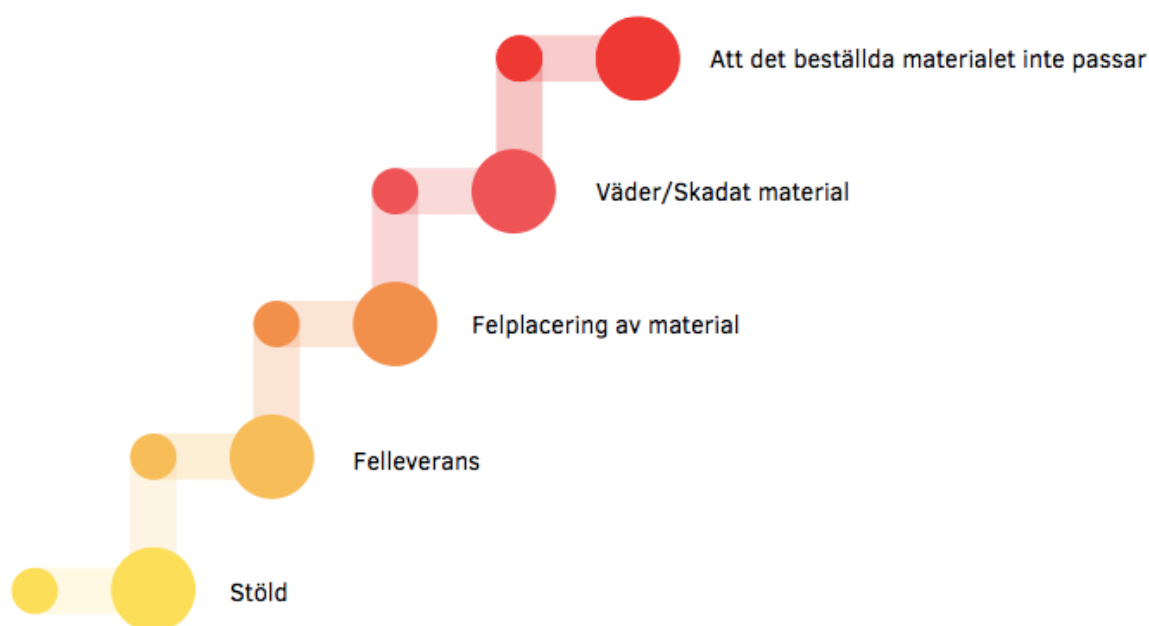 Att det beställda materialet inte passar
Väder/Skadat material
Felplacering av material
Felleverans
Stöld